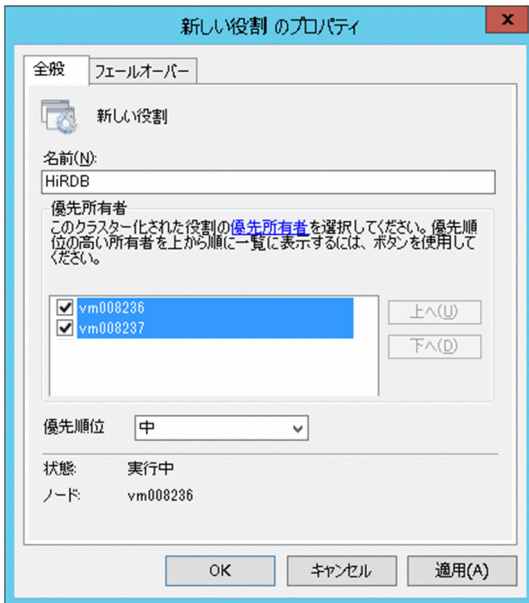 新しい役割 のプロパティ
x
全般
フェールオーバー
新しい役割
名前(N):
HiRDB
優先所有者
このクラスター化された役割の優先所有者を選択してください。優先順
位の高い所有者を上から順に一覧に表示するには、ボタンを使用して
ください。
vm008236
vm008237
上へ(U)
下へ(D)
優先順位
中
状態:
実行中
ノード:
vm008236
OK
キャンセル
適用(A)